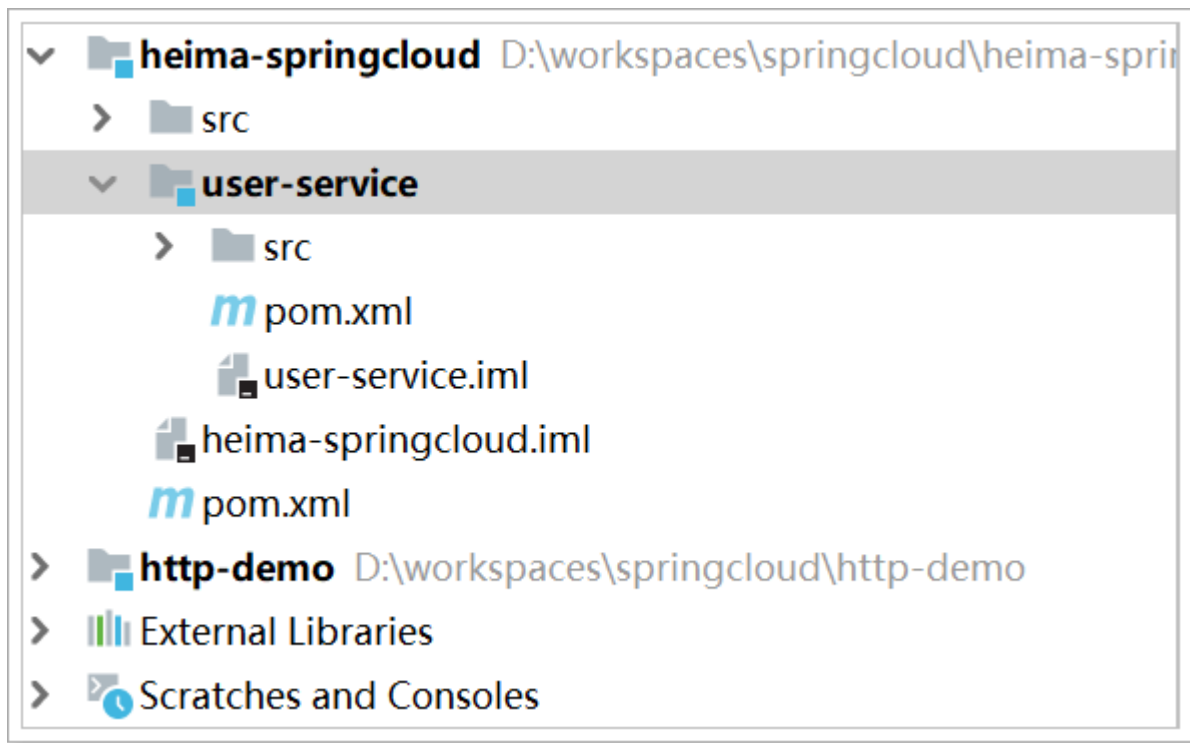 heima-springcloud D:\workspaces\springcloud\heima-sprin
src
user-service
src
m pom.xml
user-service.iml
heima-springcloud.iml
m pom.xml
http-demo D:\workspaces\springcloud\http-demo
External Libraries
Scratches and Consoles